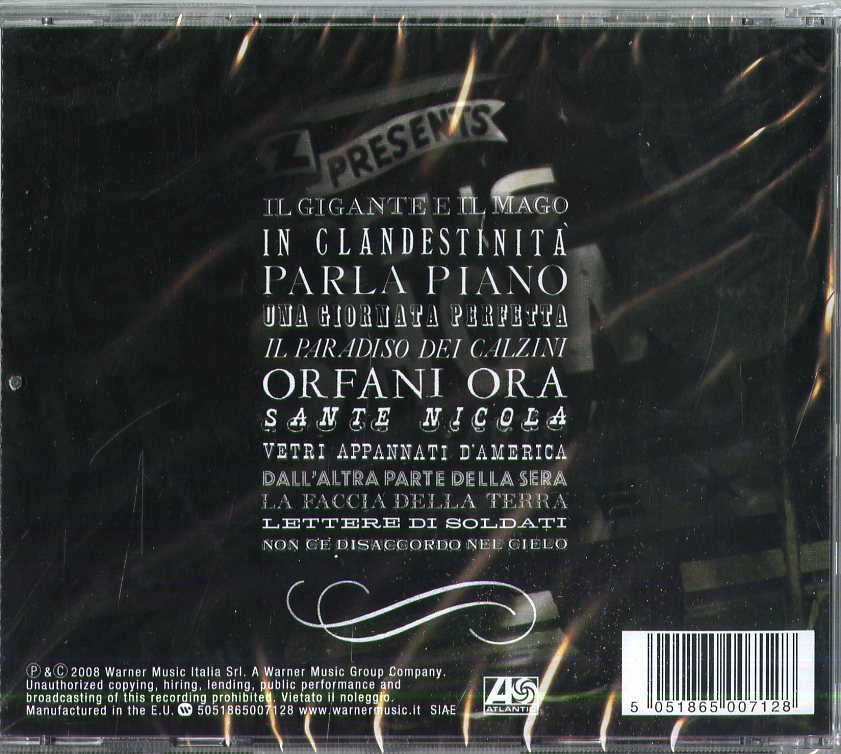 Z PRESENTS
IL GIGANTE E IL MAGO
IN CLANDESTINITÀ
PARLA PIANO
UNA GIORNATA PERFETTA
IL PARADISO DEI CALZINI
ORFANI ORA
SANTE NICOLA
VETRI APPANNATI D'AMERICA
DALL'ALTRA PARTE DELLA SERA
LA FACCIA DELLA TERRA
LETTERE DI SOLDATI
NON C'È DISACCORDO NEL CIELO
Ⓟ & Ⓒ 2008 Warner Music Italia Srl. A Warner Music Group Company.
Unauthorized copying, hiring, lending, public performance and
broadcasting of this recording prohibited. Vietato il noleggio.
Manufactured in the E.U. W 5051865007128 www.warnermusic.it SIAE
ATLANTIC
5 051865 007128